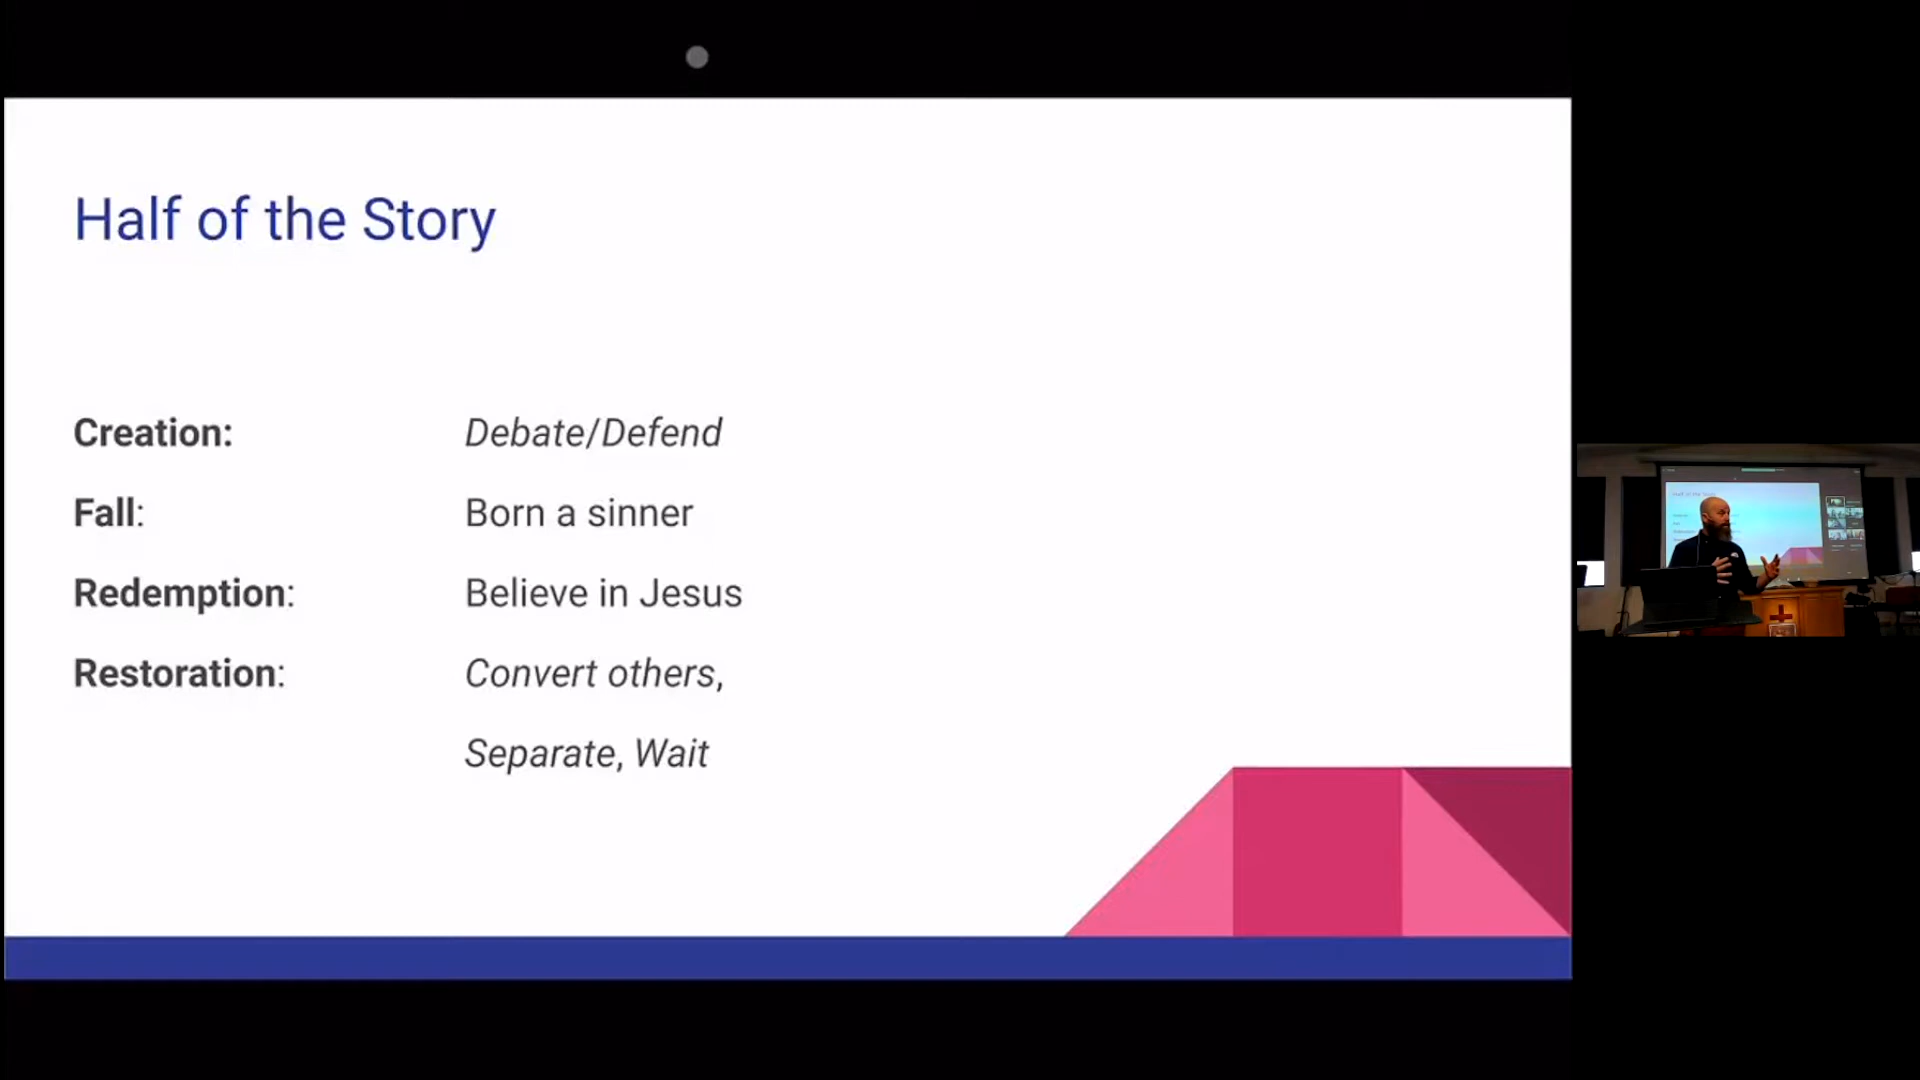 Half of the Story
Creation: Debate/Defend
Fall: Born a sinner
Redemption: Believe in Jesus
Restoration: Convert others,
Separate, Wait